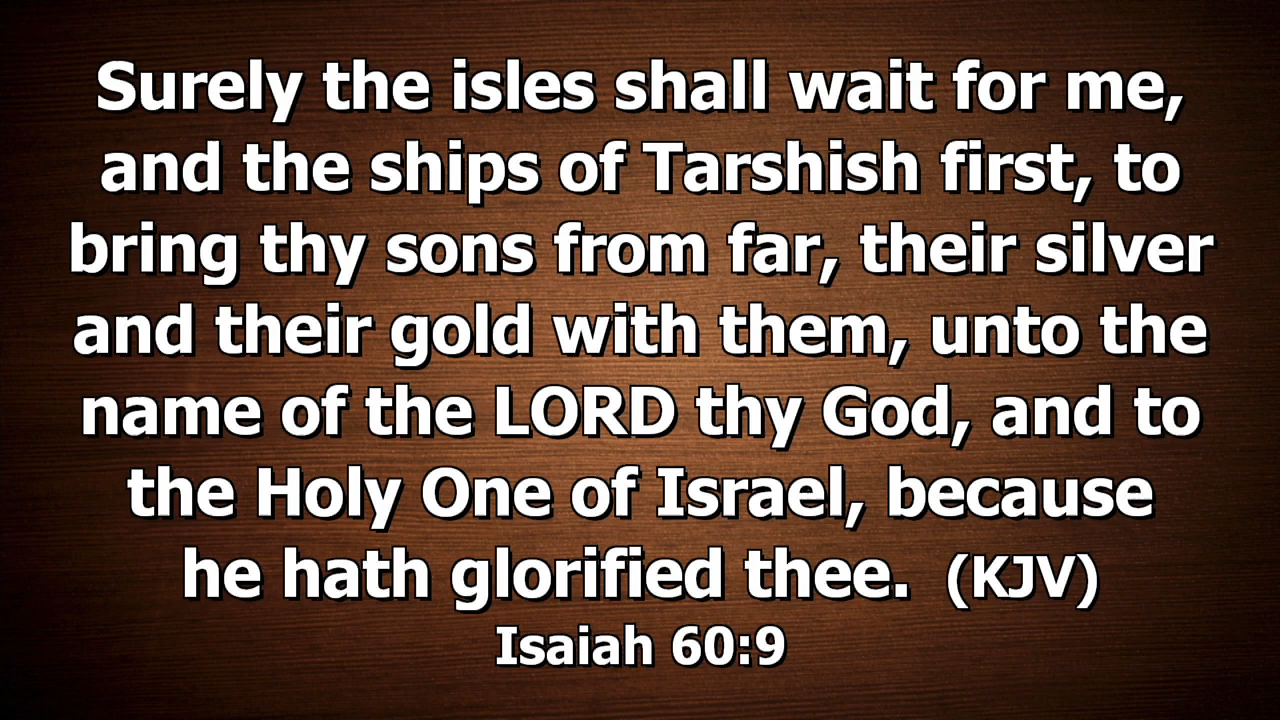 Surely the isles shall wait for me,
and the ships of Tarshish first, to
bring thy sons from far, their silver
and their gold with them, unto the
name of the LORD thy God, and to
the Holy One of Israel, because
he hath glorified thee. (KJV)
Isaiah 60:9